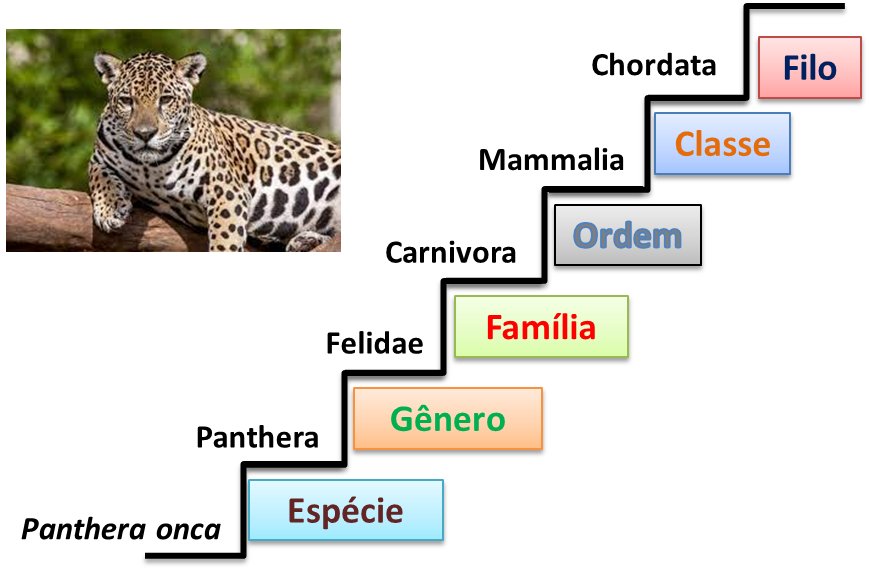 Chordata
Filo
Mammalia
Classe
Carnivora
Ordem
Felidae
Família
Panthera
Gênero
Panthera onca
Espécie